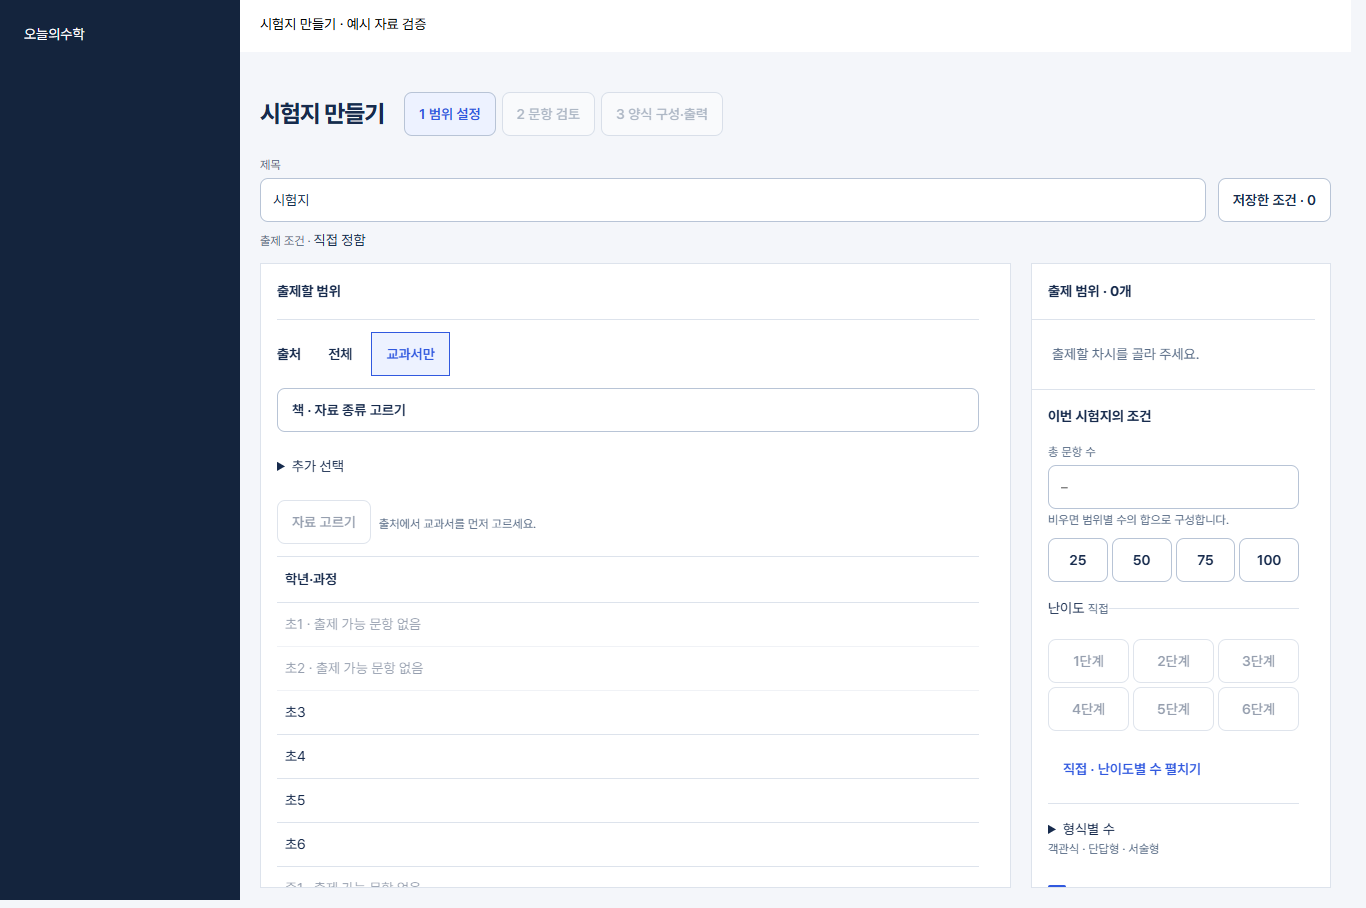 오늘의수학
시험지 만들기 · 예시 자료 검증
시험지 만들기
1 범위 설정
2 문항 검토
3 양식 구성·출력
제목
시험지
저장한 조건 · 0
출제 조건 · 직접 정함
출제할 범위
출처
전체
교과서만
책 · 자료 종류 고르기
▶ 추가 선택
자료 고르기
출처에서 교과서를 먼저 고르세요.
학년·과정
초1 · 출제 가능 문항 없음
초2 · 출제 가능 문항 없음
초3
초4
초5
초6
중1 · 출제 가능 문항 없음
출제 범위 · 0개
출제할 차시를 골라 주세요.
이번 시험지의 조건
총 문항 수
–
비우면 범위별 수의 합으로 구성합니다.
25
50
75
100
난이도 직접
1단계
2단계
3단계
4단계
5단계
6단계
직접 · 난이도별 수 펼치기
▶ 형식별 수
객관식 · 단답형 · 서술형